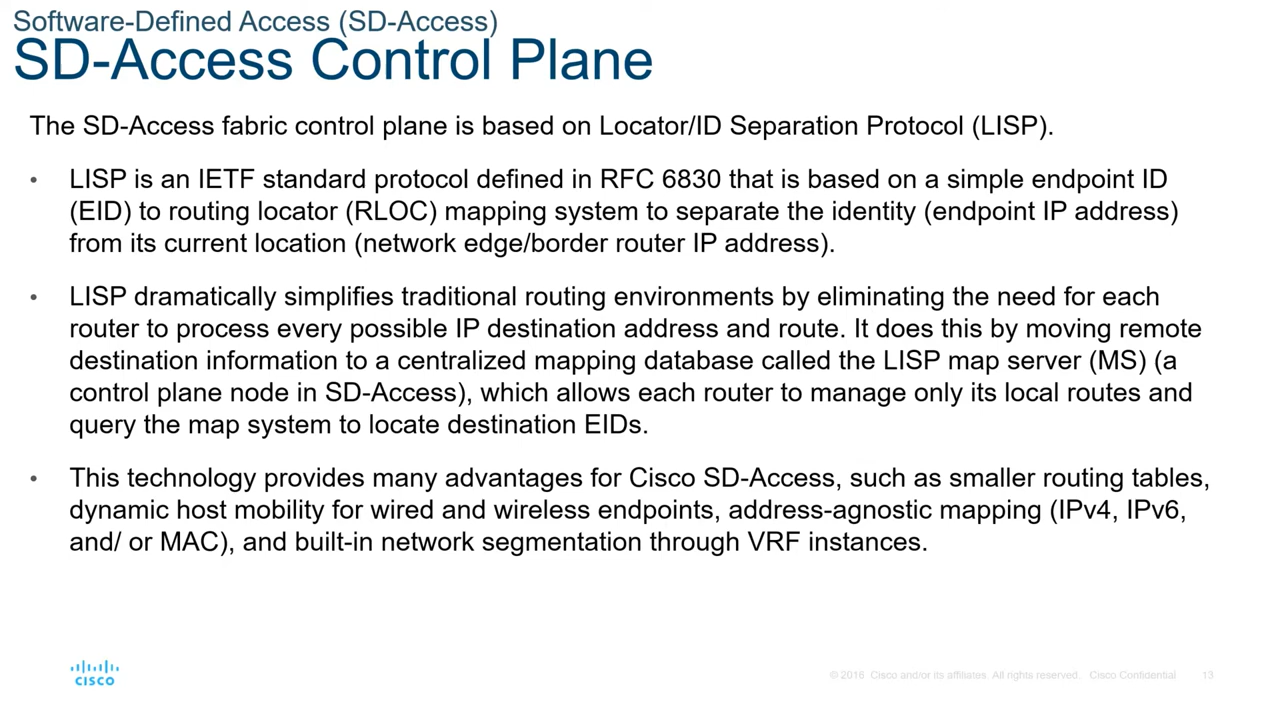 Software-Defined Access (SD-Access)
SD-Access Control Plane
The SD-Access fabric control plane is based on Locator/ID Separation Protocol (LISP).
• LISP is an IETF standard protocol defined in RFC 6830 that is based on a simple endpoint ID
(EID) to routing locator (RLOC) mapping system to separate the identity (endpoint IP address)
from its current location (network edge/border router IP address).
• LISP dramatically simplifies traditional routing environments by eliminating the need for each
router to process every possible IP destination address and route. It does this by moving remote
destination information to a centralized mapping database called the LISP map server (MS) (a
control plane node in SD-Access), which allows each router to manage only its local routes and
query the map system to locate destination EIDs.
• This technology provides many advantages for Cisco SD-Access, such as smaller routing tables,
dynamic host mobility for wired and wireless endpoints, address-agnostic mapping (IPv4, IPv6,
and/ or MAC), and built-in network segmentation through VRF instances.
CISCO
© 2016 Cisco and/or its affiliates. All rights reserved. Cisco Confidential 13